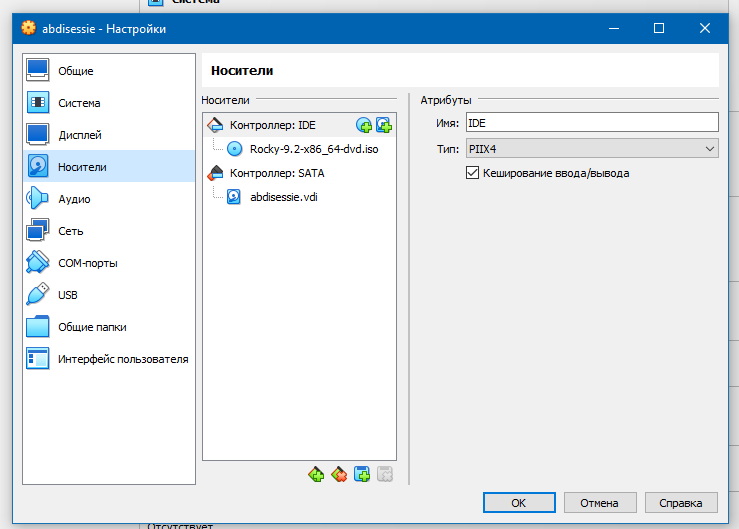 Система
abdisessie - Настройки
Общие
Система
Дисплей
Носители
Аудио
Сеть
COM-порты
USB
Общие папки
Интерфейс пользователя
Носители
Носители
Контроллер: IDE
Rocky-9.2-x86_64-dvd.iso
Контроллер: SATA
abdisessie.vdi
Атрибуты
Имя: IDE
Тип: PIIX4
Кеширование ввода/вывода
OK
Отмена
Справка
Отсутствует